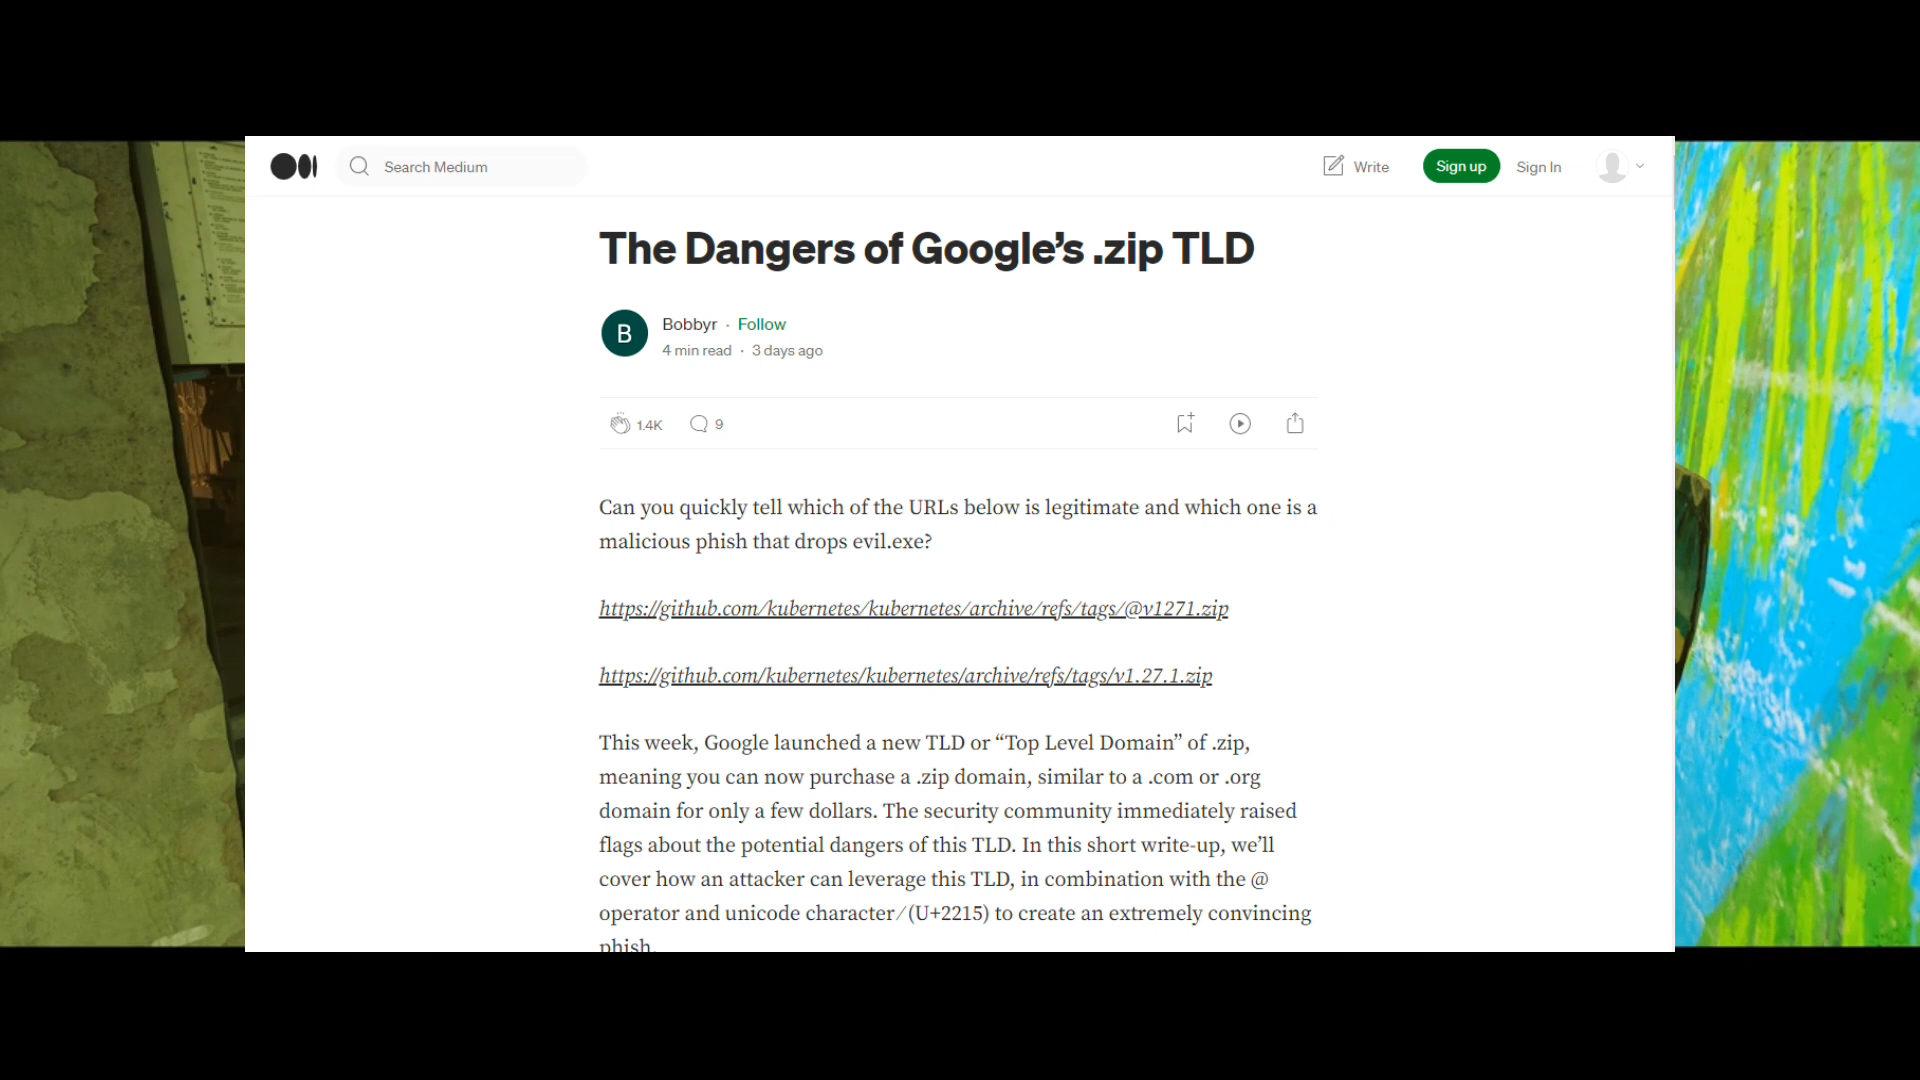 Search Medium
Write
Sign up
Sign In
The Dangers of Google’s .zip TLD
B
Bobbyr · Follow
4 min read · 3 days ago
1.4K
9
Can you quickly tell which of the URLs below is legitimate and which one is a
malicious phish that drops evil.exe?
https://github.com∕kubernetes∕kubernetes∕archive∕refs∕tags∕@v1271.zip
https://github.com/kubernetes/kubernetes/archive/refs/tags/v1.27.1.zip
This week, Google launched a new TLD or “Top Level Domain” of .zip,
meaning you can now purchase a .zip domain, similar to a .com or .org
domain for only a few dollars. The security community immediately raised
flags about the potential dangers of this TLD. In this short write-up, we’ll
cover how an attacker can leverage this TLD, in combination with the @
operator and unicode character ∕ (U+2215) to create an extremely convincing
phish.